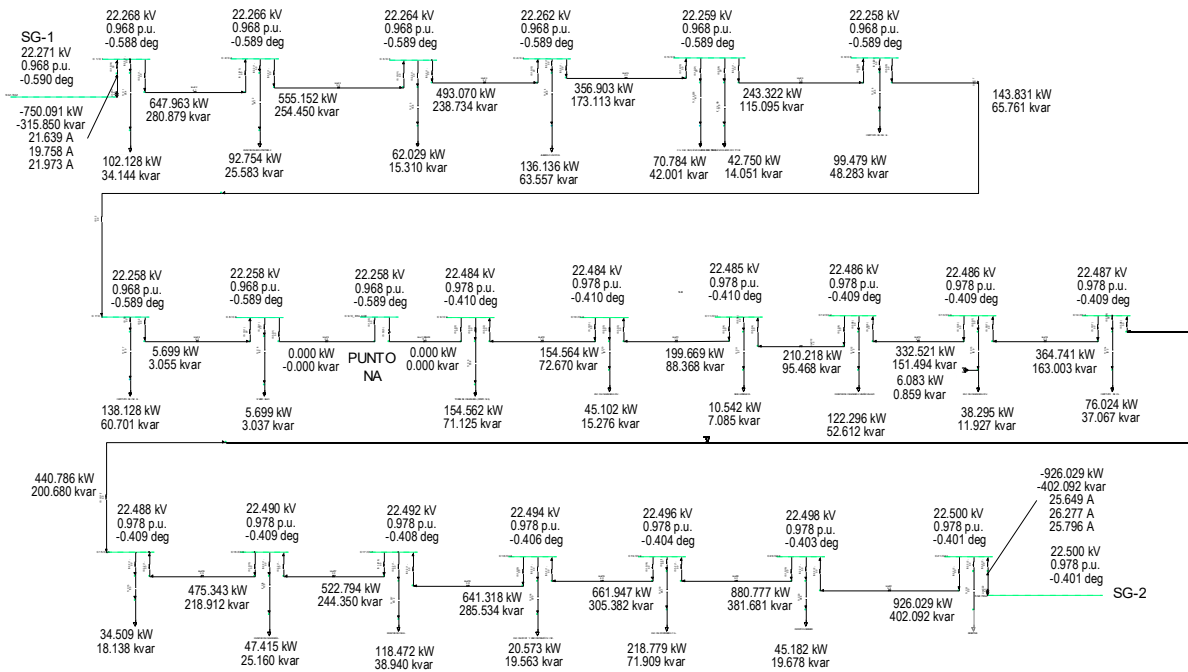 22.268 kV
0.968 p.u.
-0.588 deg
22.266 kV
0.968 p.u.
-0.589 deg
22.264 kV
0.968 p.u.
-0.589 deg
22.262 kV
0.968 p.u.
-0.589 deg
22.259 kV
0.968 p.u.
-0.589 deg
22.258 kV
0.968 p.u.
-0.589 deg
SG-1
22.271 kV
0.968 p.u.
-0.590 deg
-750.091 kW
-315.850 kvar
21.639 A
19.758 A
21.973 A
647.963 kW
280.879 kvar
555.152 kW
254.450 kvar
493.070 kW
238.734 kvar
356.903 kW
173.113 kvar
243.322 kW
115.095 kvar
143.831 kW
65.761 kvar
102.128 kW
34.144 kvar
92.754 kW
25.583 kvar
62.029 kW
15.310 kvar
136.136 kW
63.557 kvar
70.784 kW
42.001 kvar
42.750 kW
14.051 kvar
99.479 kW
48.283 kvar
22.258 kV
0.968 p.u.
-0.589 deg
22.258 kV
0.968 p.u.
-0.589 deg
22.258 kV
0.968 p.u.
-0.589 deg
22.484 kV
0.978 p.u.
-0.410 deg
22.484 kV
0.978 p.u.
-0.410 deg
22.485 kV
0.978 p.u.
-0.410 deg
22.486 kV
0.978 p.u.
-0.409 deg
22.486 kV
0.978 p.u.
-0.409 deg
22.487 kV
0.978 p.u.
-0.409 deg
5.699 kW
3.055 kvar
0.000 kW
-0.000 kvar
PUNTO
NA
0.000 kW
0.000 kvar
154.564 kW
72.670 kvar
199.669 kW
88.368 kvar
210.218 kW
95.468 kvar
332.521 kW
151.494 kvar
6.083 kW
0.859 kvar
364.741 kW
163.003 kvar
138.128 kW
60.701 kvar
5.699 kW
3.037 kvar
154.562 kW
71.125 kvar
45.102 kW
15.276 kvar
10.542 kW
7.085 kvar
122.296 kW
52.612 kvar
38.295 kW
11.927 kvar
76.024 kW
37.067 kvar
440.786 kW
200.680 kvar
22.488 kV
0.978 p.u.
-0.409 deg
22.490 kV
0.978 p.u.
-0.409 deg
22.492 kV
0.978 p.u.
-0.408 deg
22.494 kV
0.978 p.u.
-0.406 deg
22.496 kV
0.978 p.u.
-0.404 deg
22.498 kV
0.978 p.u.
-0.403 deg
22.500 kV
0.978 p.u.
-0.401 deg
-926.029 kW
-402.092 kvar
25.649 A
26.277 A
25.796 A
22.500 kV
0.978 p.u.
-0.401 deg
SG-2
475.343 kW
218.912 kvar
522.794 kW
244.350 kvar
641.318 kW
285.534 kvar
661.947 kW
305.382 kvar
880.777 kW
381.681 kvar
926.029 kW
402.092 kvar
34.509 kW
18.138 kvar
47.415 kW
25.160 kvar
118.472 kW
38.940 kvar
20.573 kW
19.563 kvar
218.779 kW
71.909 kvar
45.182 kW
19.678 kvar